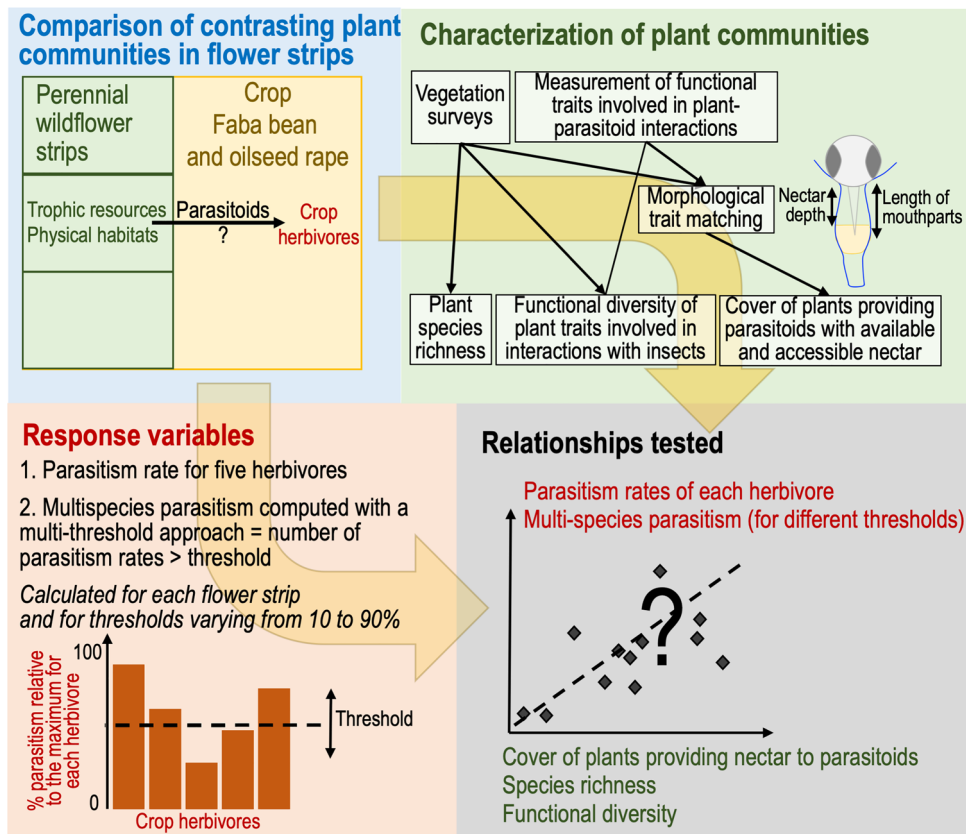 Comparison of contrasting plant
communities in flower strips
Perennial
wildflower
strips
Crop
Faba bean
and oilseed rape
Trophic resources
Physical habitats
Parasitoids
?
Crop
herbivores
Characterization of plant communities
Vegetation
surveys
Measurement of functional
traits involved in plant-
parasitoid interactions
Morphological
trait matching
Nectar
depth
Length of
mouthparts
Plant
species
richness
Functional diversity of
plant traits involved in
interactions with insects
Cover of plants providing
parasitoids with available
and accessible nectar
Response variables
1. Parasitism rate for five herbivores
2. Multispecies parasitism computed with a
multi-threshold approach = number of
parasitism rates > threshold
Calculated for each flower strip
and for thresholds varying from 10 to 90%
% parasitism relative
to the maximum for
each herbivore
100
0
Threshold
Crop herbivores
Relationships tested
Parasitism rates of each herbivore
Multi-species parasitism (for different thresholds)
?
Cover of plants providing nectar to parasitoids
Species richness
Functional diversity